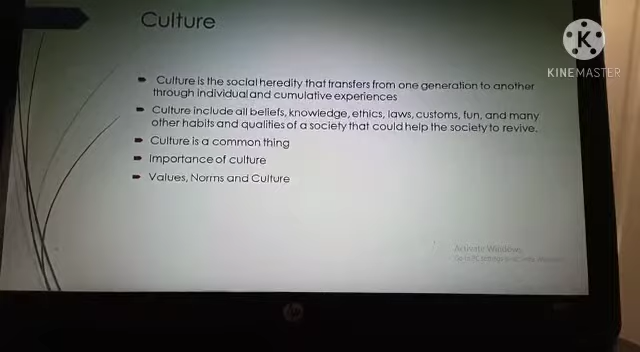 Culture
K
KINEMASTER
Culture is the social heredity that transfers from one generation to another
through individual and cumulative experiences
Culture include all beliefs, knowledge, ethics, laws, customs, fun, and many
other habits and qualities of a society that could help the society to revive.
Culture is a common thing
Importance of culture
Values, Norms and Culture
Activate Windows
hp